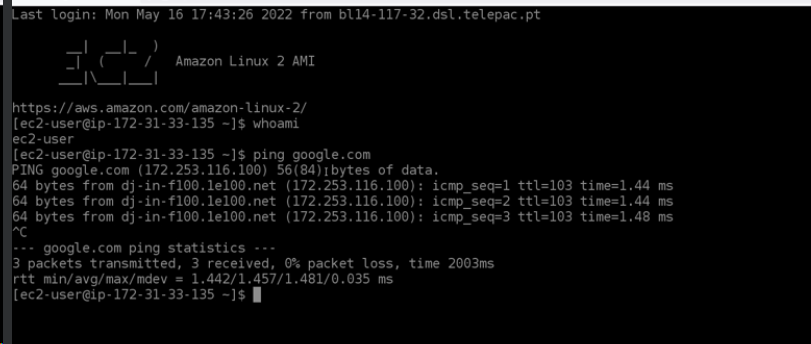 Last login: Mon May 16 17:43:26 2022 from bl14-117-32.dsl.telepac.pt
       __|  __|_  )
       _|  (     /   Amazon Linux 2 AMI
      ___|\___|___|
https://aws.amazon.com/amazon-linux-2/
[ec2-user@ip-172-31-33-135 ~]$ whoami
ec2-user
[ec2-user@ip-172-31-33-135 ~]$ ping google.com
PING google.com (172.253.116.100) 56(84) bytes of data.
64 bytes from dj-in-f100.1e100.net (172.253.116.100): icmp_seq=1 ttl=103 time=1.44 ms
64 bytes from dj-in-f100.1e100.net (172.253.116.100): icmp_seq=2 ttl=103 time=1.44 ms
64 bytes from dj-in-f100.1e100.net (172.253.116.100): icmp_seq=3 ttl=103 time=1.48 ms
^C
--- google.com ping statistics ---
3 packets transmitted, 3 received, 0% packet loss, time 2003ms
rtt min/avg/max/mdev = 1.442/1.457/1.481/0.035 ms
[ec2-user@ip-172-31-33-135 ~]$